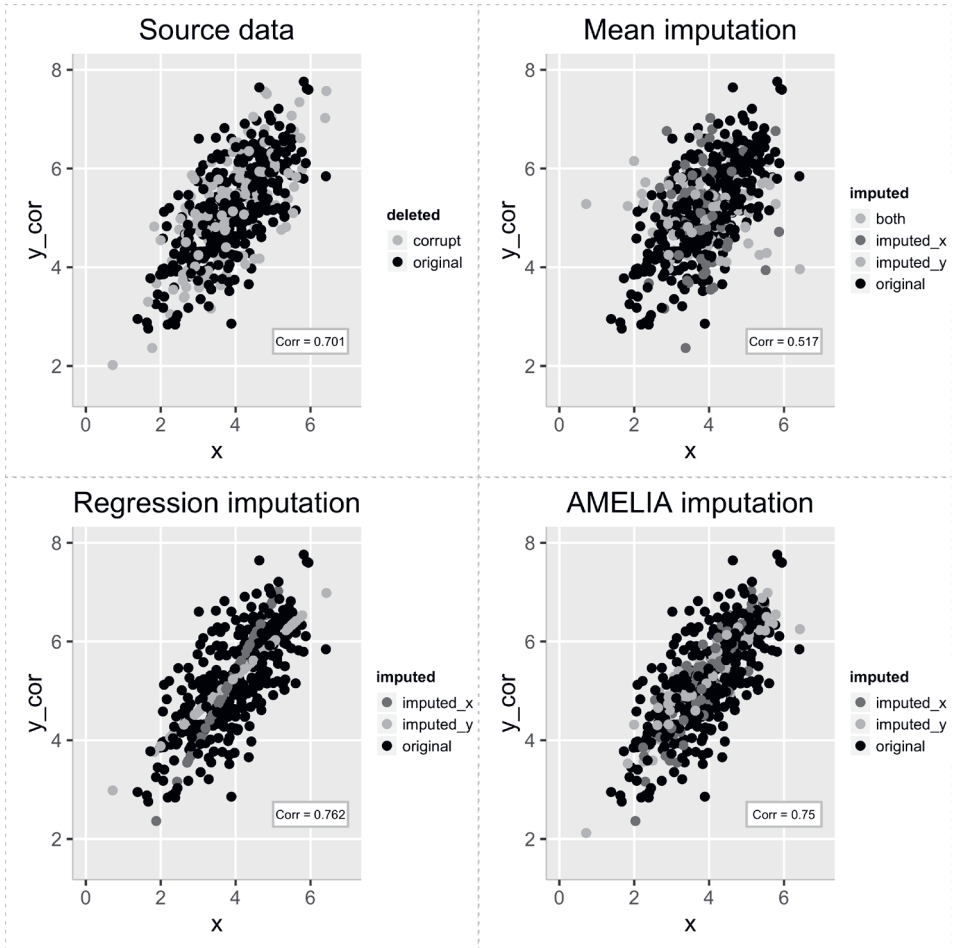 Source data
8
6
4
2
0 2 4 6
x
y_cor
deleted
corrupt
original
Corr = 0.701
Mean imputation
8
6
4
2
0 2 4 6
x
y_cor
imputed
both
imputed_x
imputed_y
original
Corr = 0.517
Regression imputation
8
6
4
2
0 2 4 6
x
y_cor
imputed
imputed_x
imputed_y
original
Corr = 0.762
AMELIA imputation
8
6
4
2
0 2 4 6
x
y_cor
imputed
imputed_x
imputed_y
original
Corr = 0.75